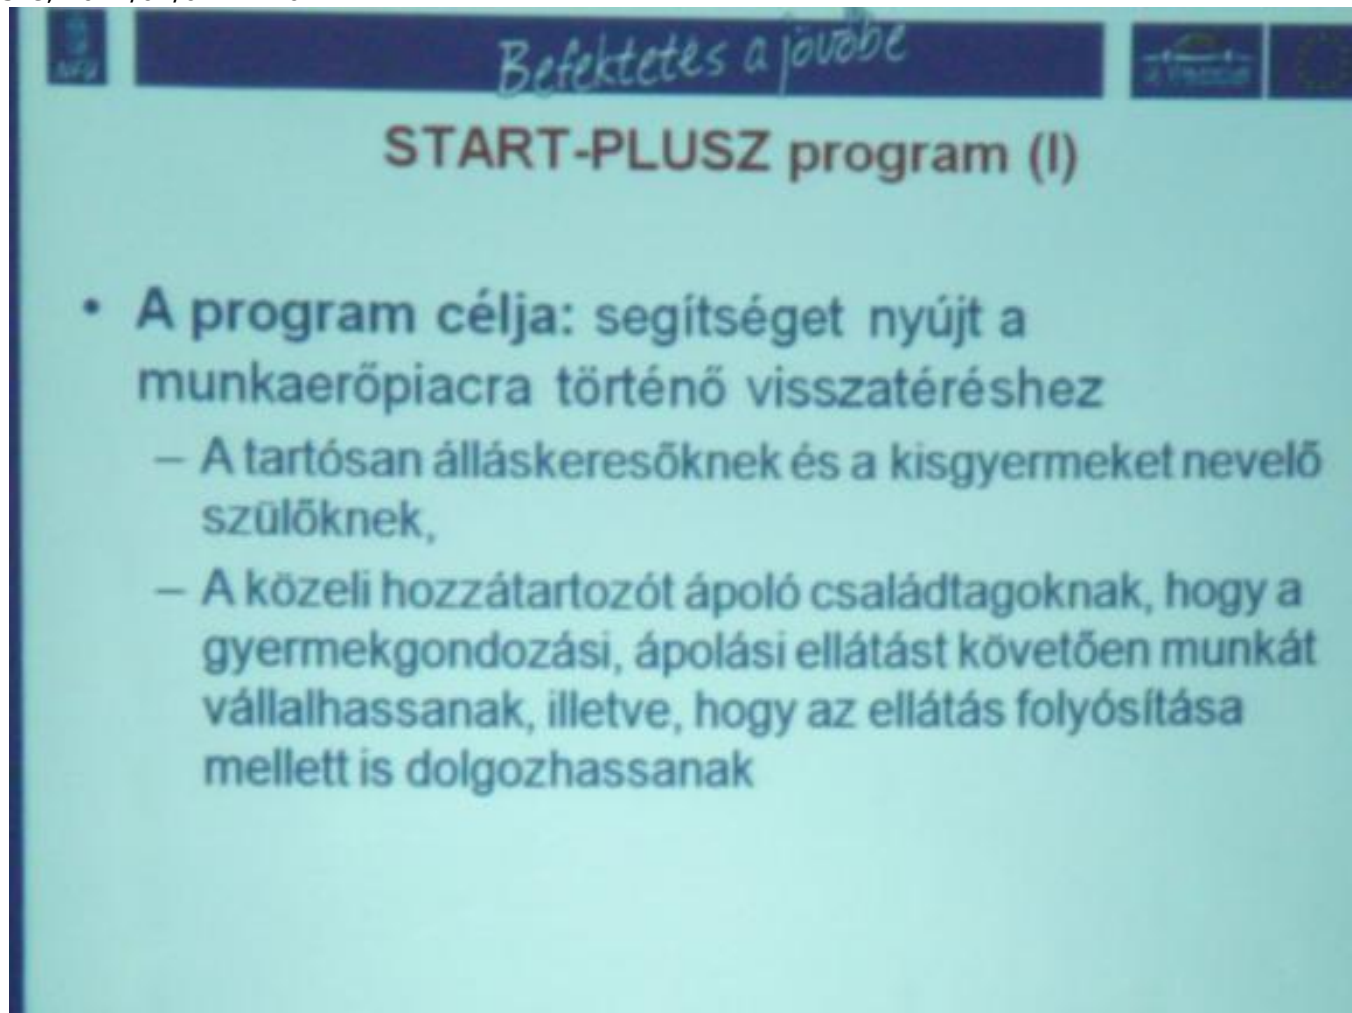 NFÜ
Befektetés a jövőbe
START-PLUSZ program (I)
• A program célja: segítséget nyújt a
munkaerőpiacra történő visszatéréshez
– A tartósan álláskeresőknek és a kisgyermeket nevelő
szülőknek,
– A közeli hozzátartozót ápoló családtagoknak, hogy a
gyermekgondozási, ápolási ellátást követően munkát
vállalhassanak, illetve, hogy az ellátás folyósítása
mellett is dolgozhassanak